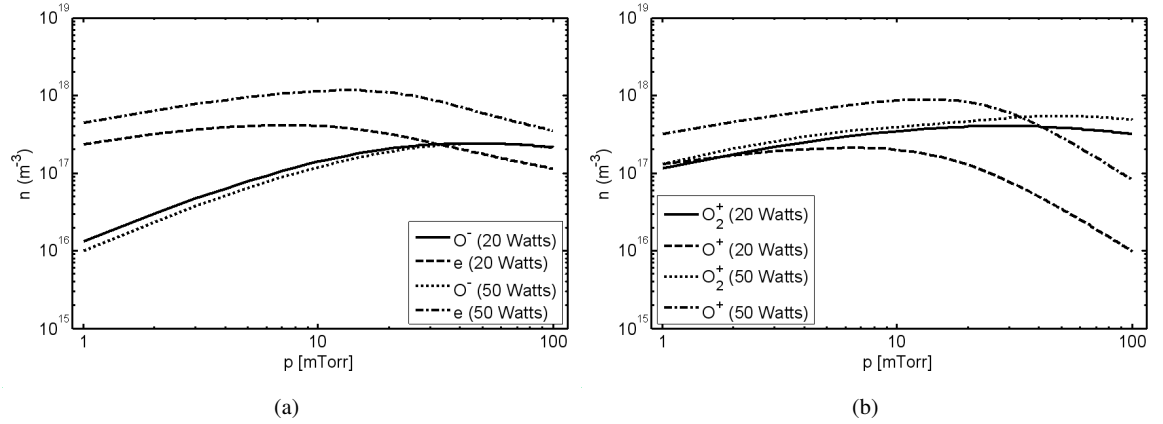 10^19
10^18
10^17
10^16
10^15
n (m^-3)
1
10
100
p [mTorr]
O^- (20 Watts)
e (20 Watts)
O^- (50 Watts)
e (50 Watts)
(a)
10^19
10^18
10^17
10^16
10^15
n (m^-3)
1
10
100
p [mTorr]
O_2^+ (20 Watts)
O^+ (20 Watts)
O_2^+ (50 Watts)
O^+ (50 Watts)
(b)